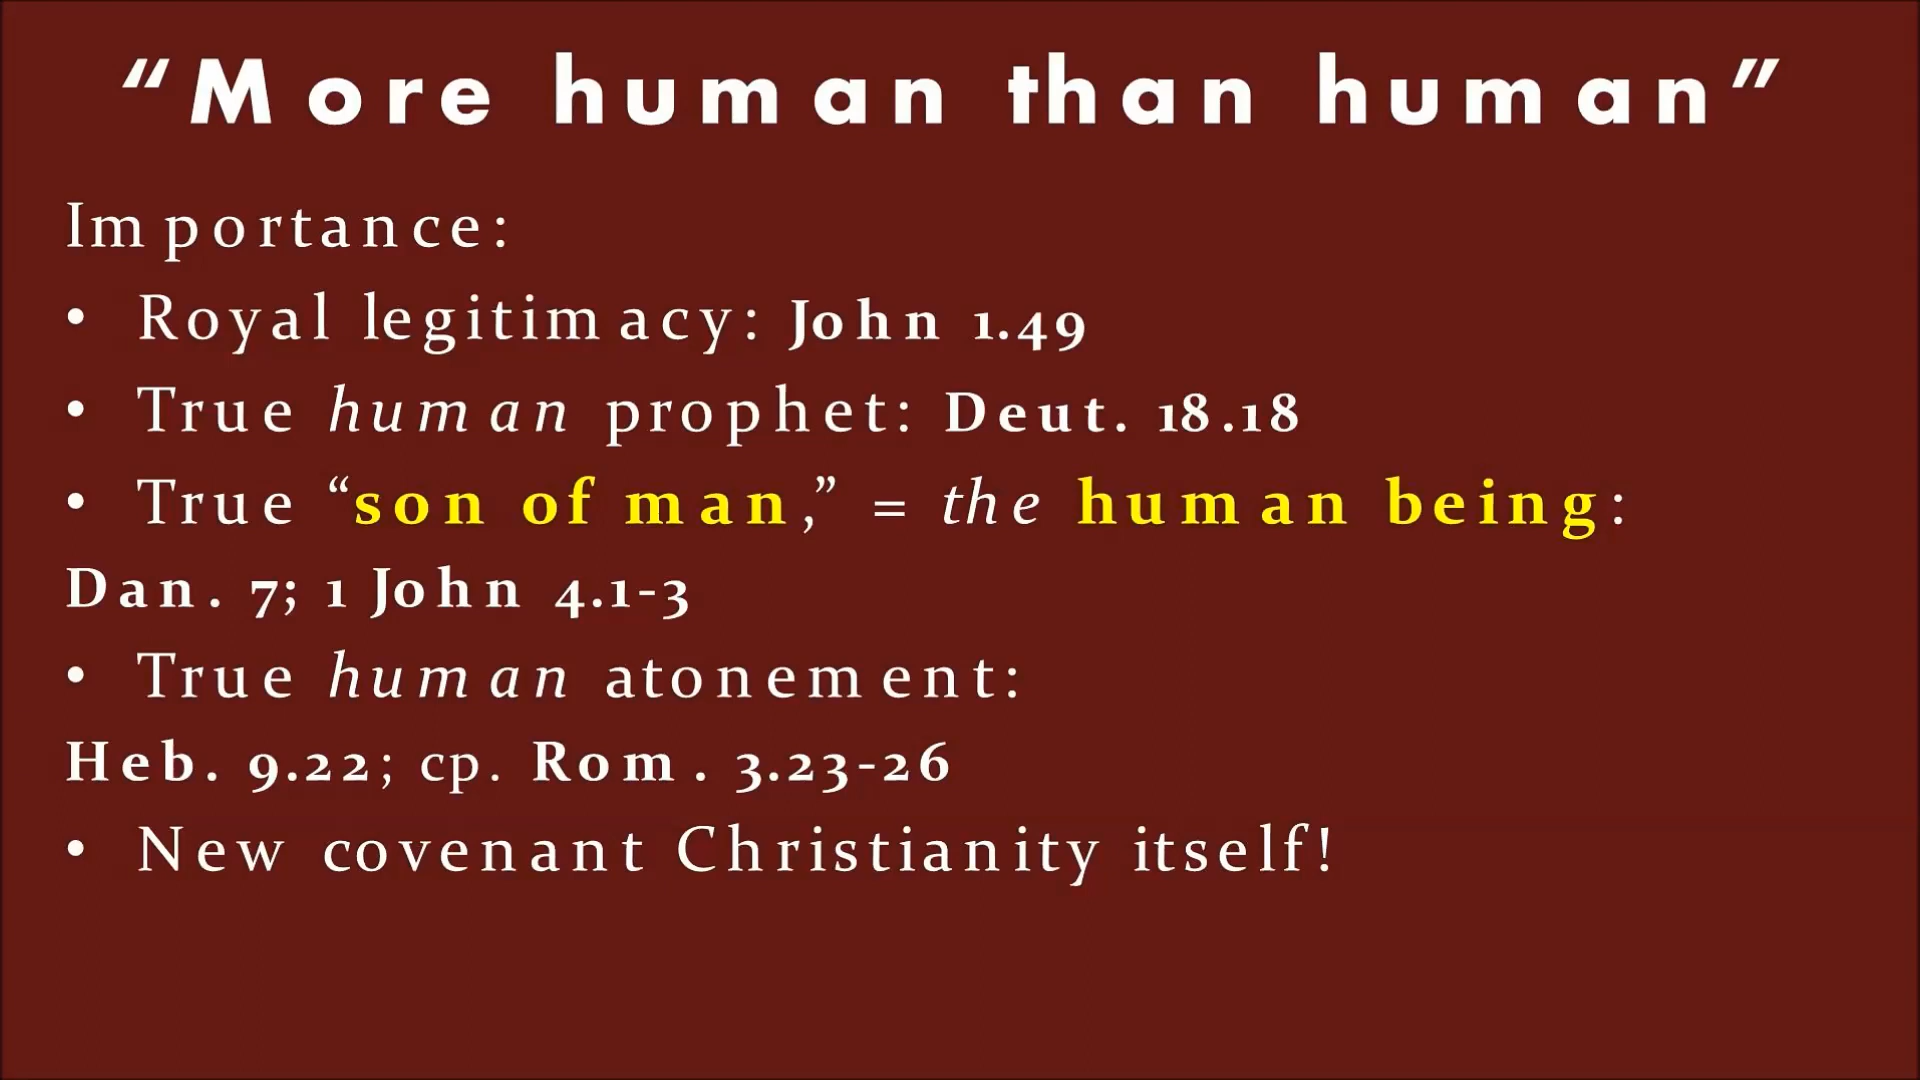 “More human than human”
Importance:
• Royal legitimacy: John 1.49
• True human prophet: Deut. 18.18
• True “son of man,” = the human being:
Dan. 7; 1 John 4.1-3
• True human atonement:
Heb. 9.22; cp. Rom. 3.23-26
• New covenant Christianity itself!